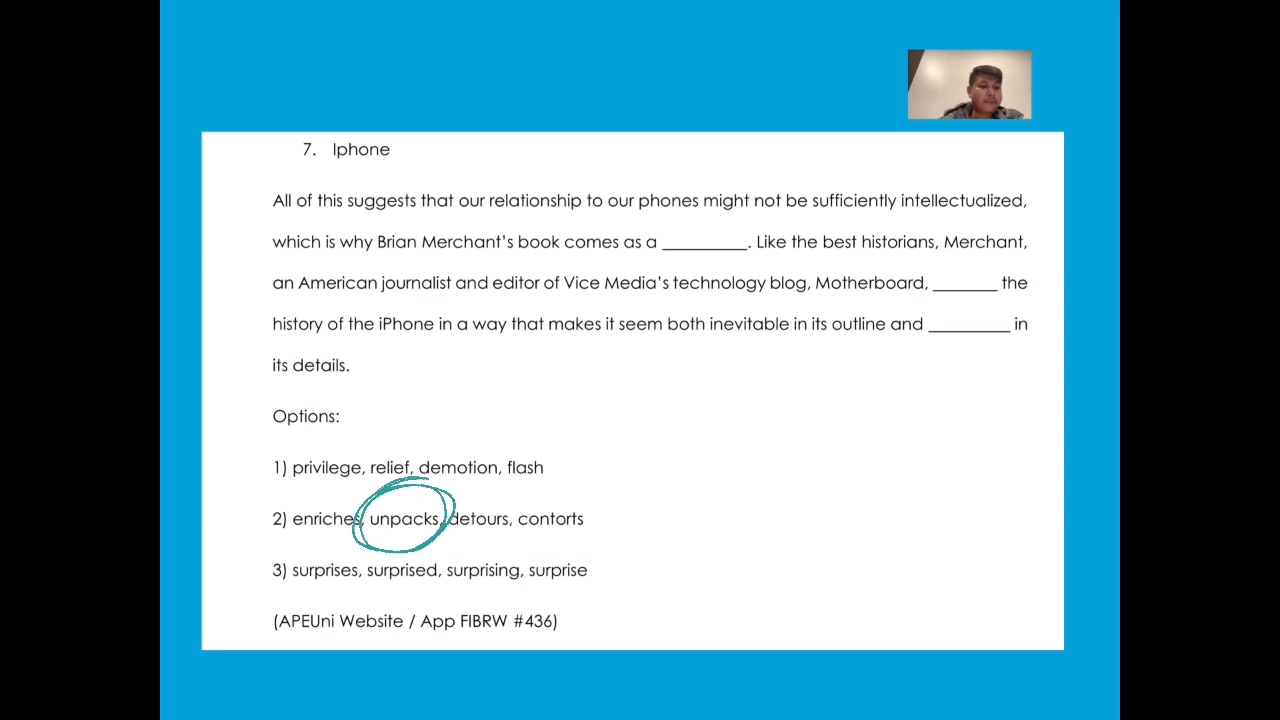 7. Iphone
All of this suggests that our relationship to our phones might not be sufficiently intellectualized,
which is why Brian Merchant's book comes as a __________. Like the best historians, Merchant,
an American journalist and editor of Vice Media's technology blog, Motherboard, _______ the
history of the iPhone in a way that makes it seem both inevitable in its outline and __________ in
its details.
Options:
1) privilege, relief, demotion, flash
2) enriches, unpacks, detours, contorts
3) surprises, surprised, surprising, surprise
(APEUni Website / App FIBRW #436)